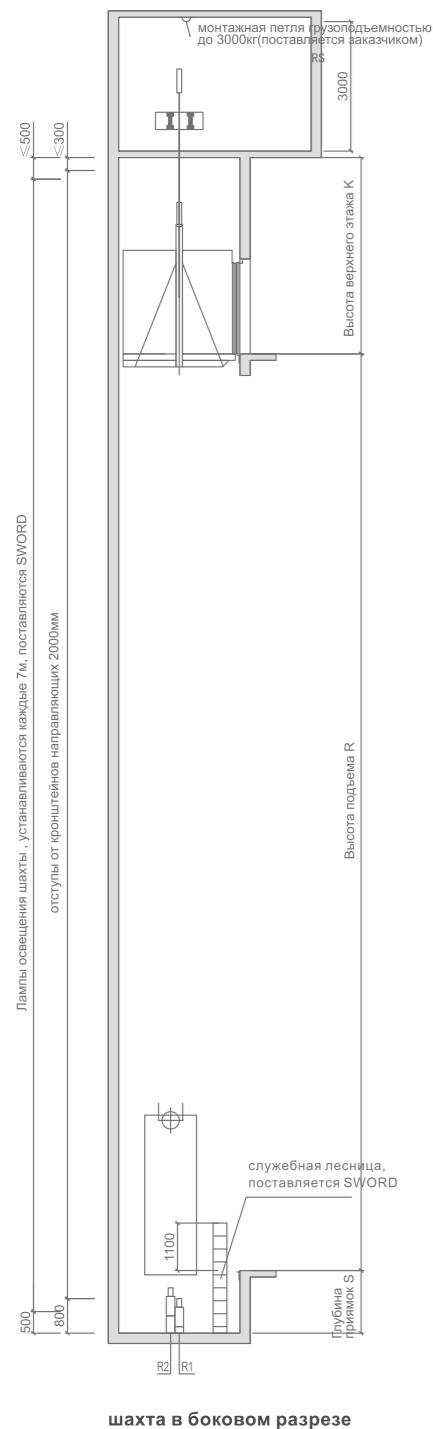 монтажная петля грузоподъемностью
до 3000кг(поставляется заказчиком)
RS
3000
≤500
≤300
Высота верхнего этажа K
Лампы освещения шахты , устанавливаются каждые 7м, поставляются SWORD
отступы от кронштейнов направляющих 2000мм
Высота подъема R
служебная лесница,
поставляется SWORD
1100
500
800
Глубина
приямок S
R2
R1
шахта в боковом разрезе